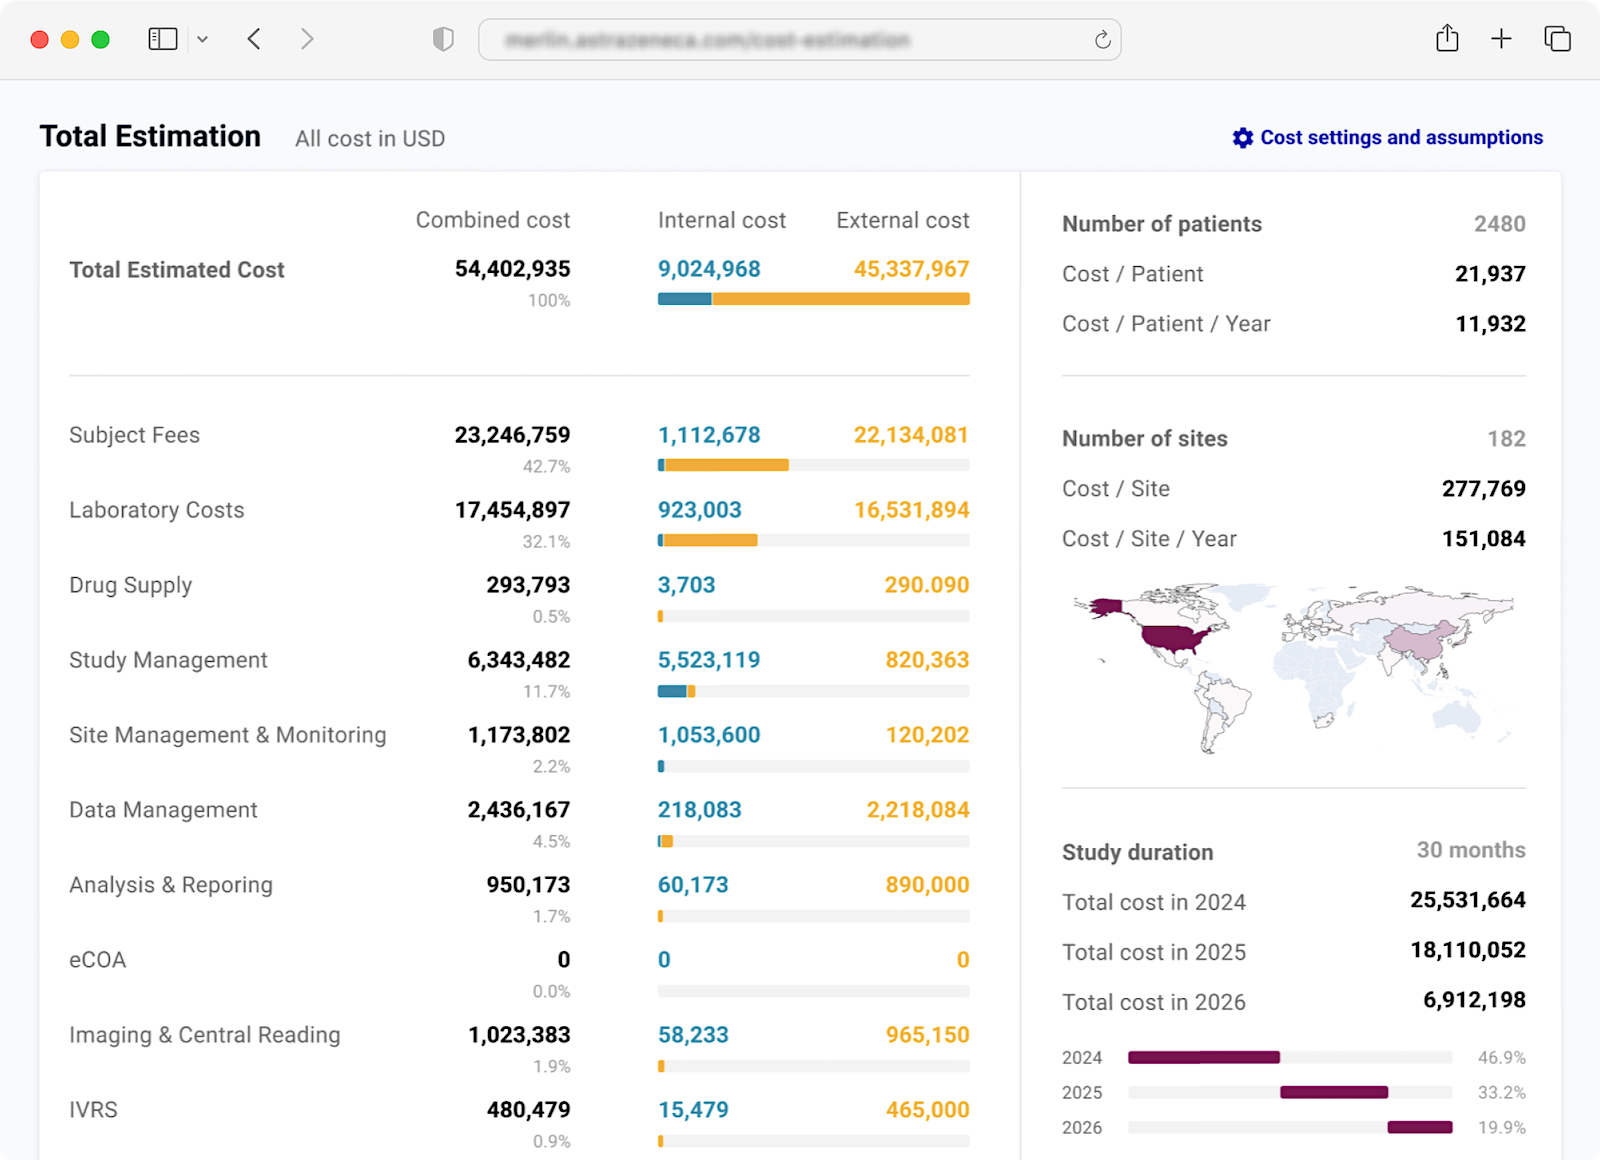 Total Estimation All cost in USD
Cost settings and assumptions
Combined cost Internal cost External cost
Total Estimated Cost 54,402,935 9,024,968 45,337,967
100%
Subject Fees 23,246,759 1,112,678 22,134,081
42.7%
Laboratory Costs 17,454,897 923,003 16,531,894
32.1%
Drug Supply 293,793 3,703 290.090
0.5%
Study Management 6,343,482 5,523,119 820,363
11.7%
Site Management & Monitoring 1,173,802 1,053,600 120,202
2.2%
Data Management 2,436,167 218,083 2,218,084
4.5%
Analysis & Reporing 950,173 60,173 890,000
1.7%
eCOA 0 0 0
0.0%
Imaging & Central Reading 1,023,383 58,233 965,150
1.9%
IVRS 480,479 15,479 465,000
0.9%
Number of patients 2480
Cost / Patient 21,937
Cost / Patient / Year 11,932
Number of sites 182
Cost / Site 277,769
Cost / Site / Year 151,084
Study duration 30 months
Total cost in 2024 25,531,664
Total cost in 2025 18,110,052
Total cost in 2026 6,912,198
2024 46.9%
2025 33.2%
2026 19.9%